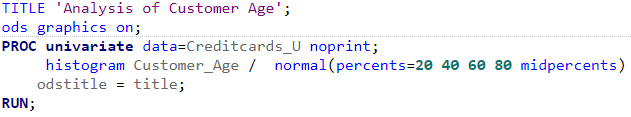 TITLE 'Analysis of Customer Age';
ods graphics on;
PROC univariate data=Creditcards_U noprint;
histogram Customer_Age /  normal(percents=20 40 60 80 midpercents)
odstitle = title;
RUN;